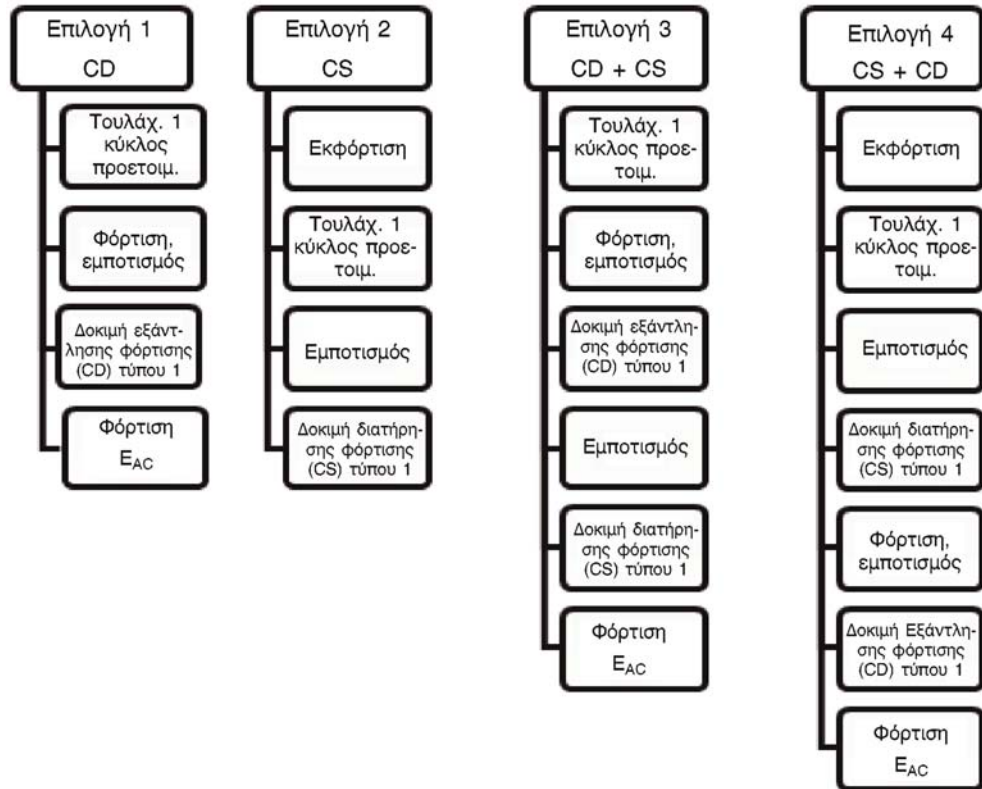 Επιλογή 1
CD
Τουλάχ. 1
κύκλος
προετοιμ.
Φόρτιση,
εμποτισμός
Δοκιμή εξάντ-
λησης φόρτισης
(CD) τύπου 1
Φόρτιση
EAC
Επιλογή 2
CS
Εκφόρτιση
Τουλάχ. 1
κύκλος προε-
τοιμ.
Εμποτισμός
Δοκιμή διατήρη-
σης φόρτισης
(CS) τύπου 1
Επιλογή 3
CD + CS
Τουλάχ. 1
κύκλος προε-
τοιμ.
Φόρτιση,
εμποτισμός
Δοκιμή εξάντλη-
σης φόρτισης
(CD) τύπου 1
Εμποτισμός
Δοκιμή διατήρη-
σης φόρτισης
(CS) τύπου 1
Φόρτιση
EAC
Επιλογή 4
CS + CD
Εκφόρτιση
Τουλάχ. 1
κύκλος προε-
τοιμ.
Εμποτισμός
Δοκιμή διατήρη-
σης φόρτισης
(CS) τύπου 1
Φόρτιση,
εμποτισμός
Δοκιμή Εξάντλη-
σης φόρτισης
(CD) τύπου 1
Φόρτιση
EAC